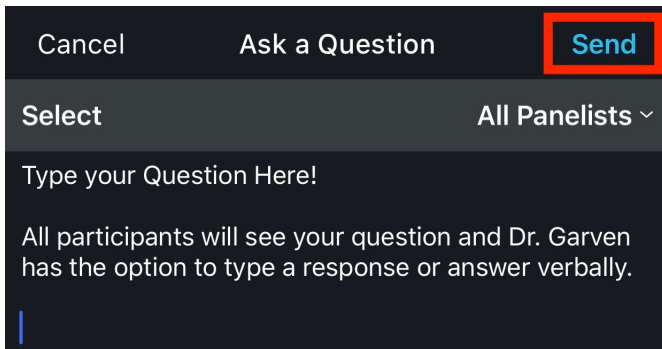 Cancel Ask a Question Send
Select All Panelists
Type your Question Here!
All participants will see your question and Dr. Garven
has the option to type a response or answer verbally.